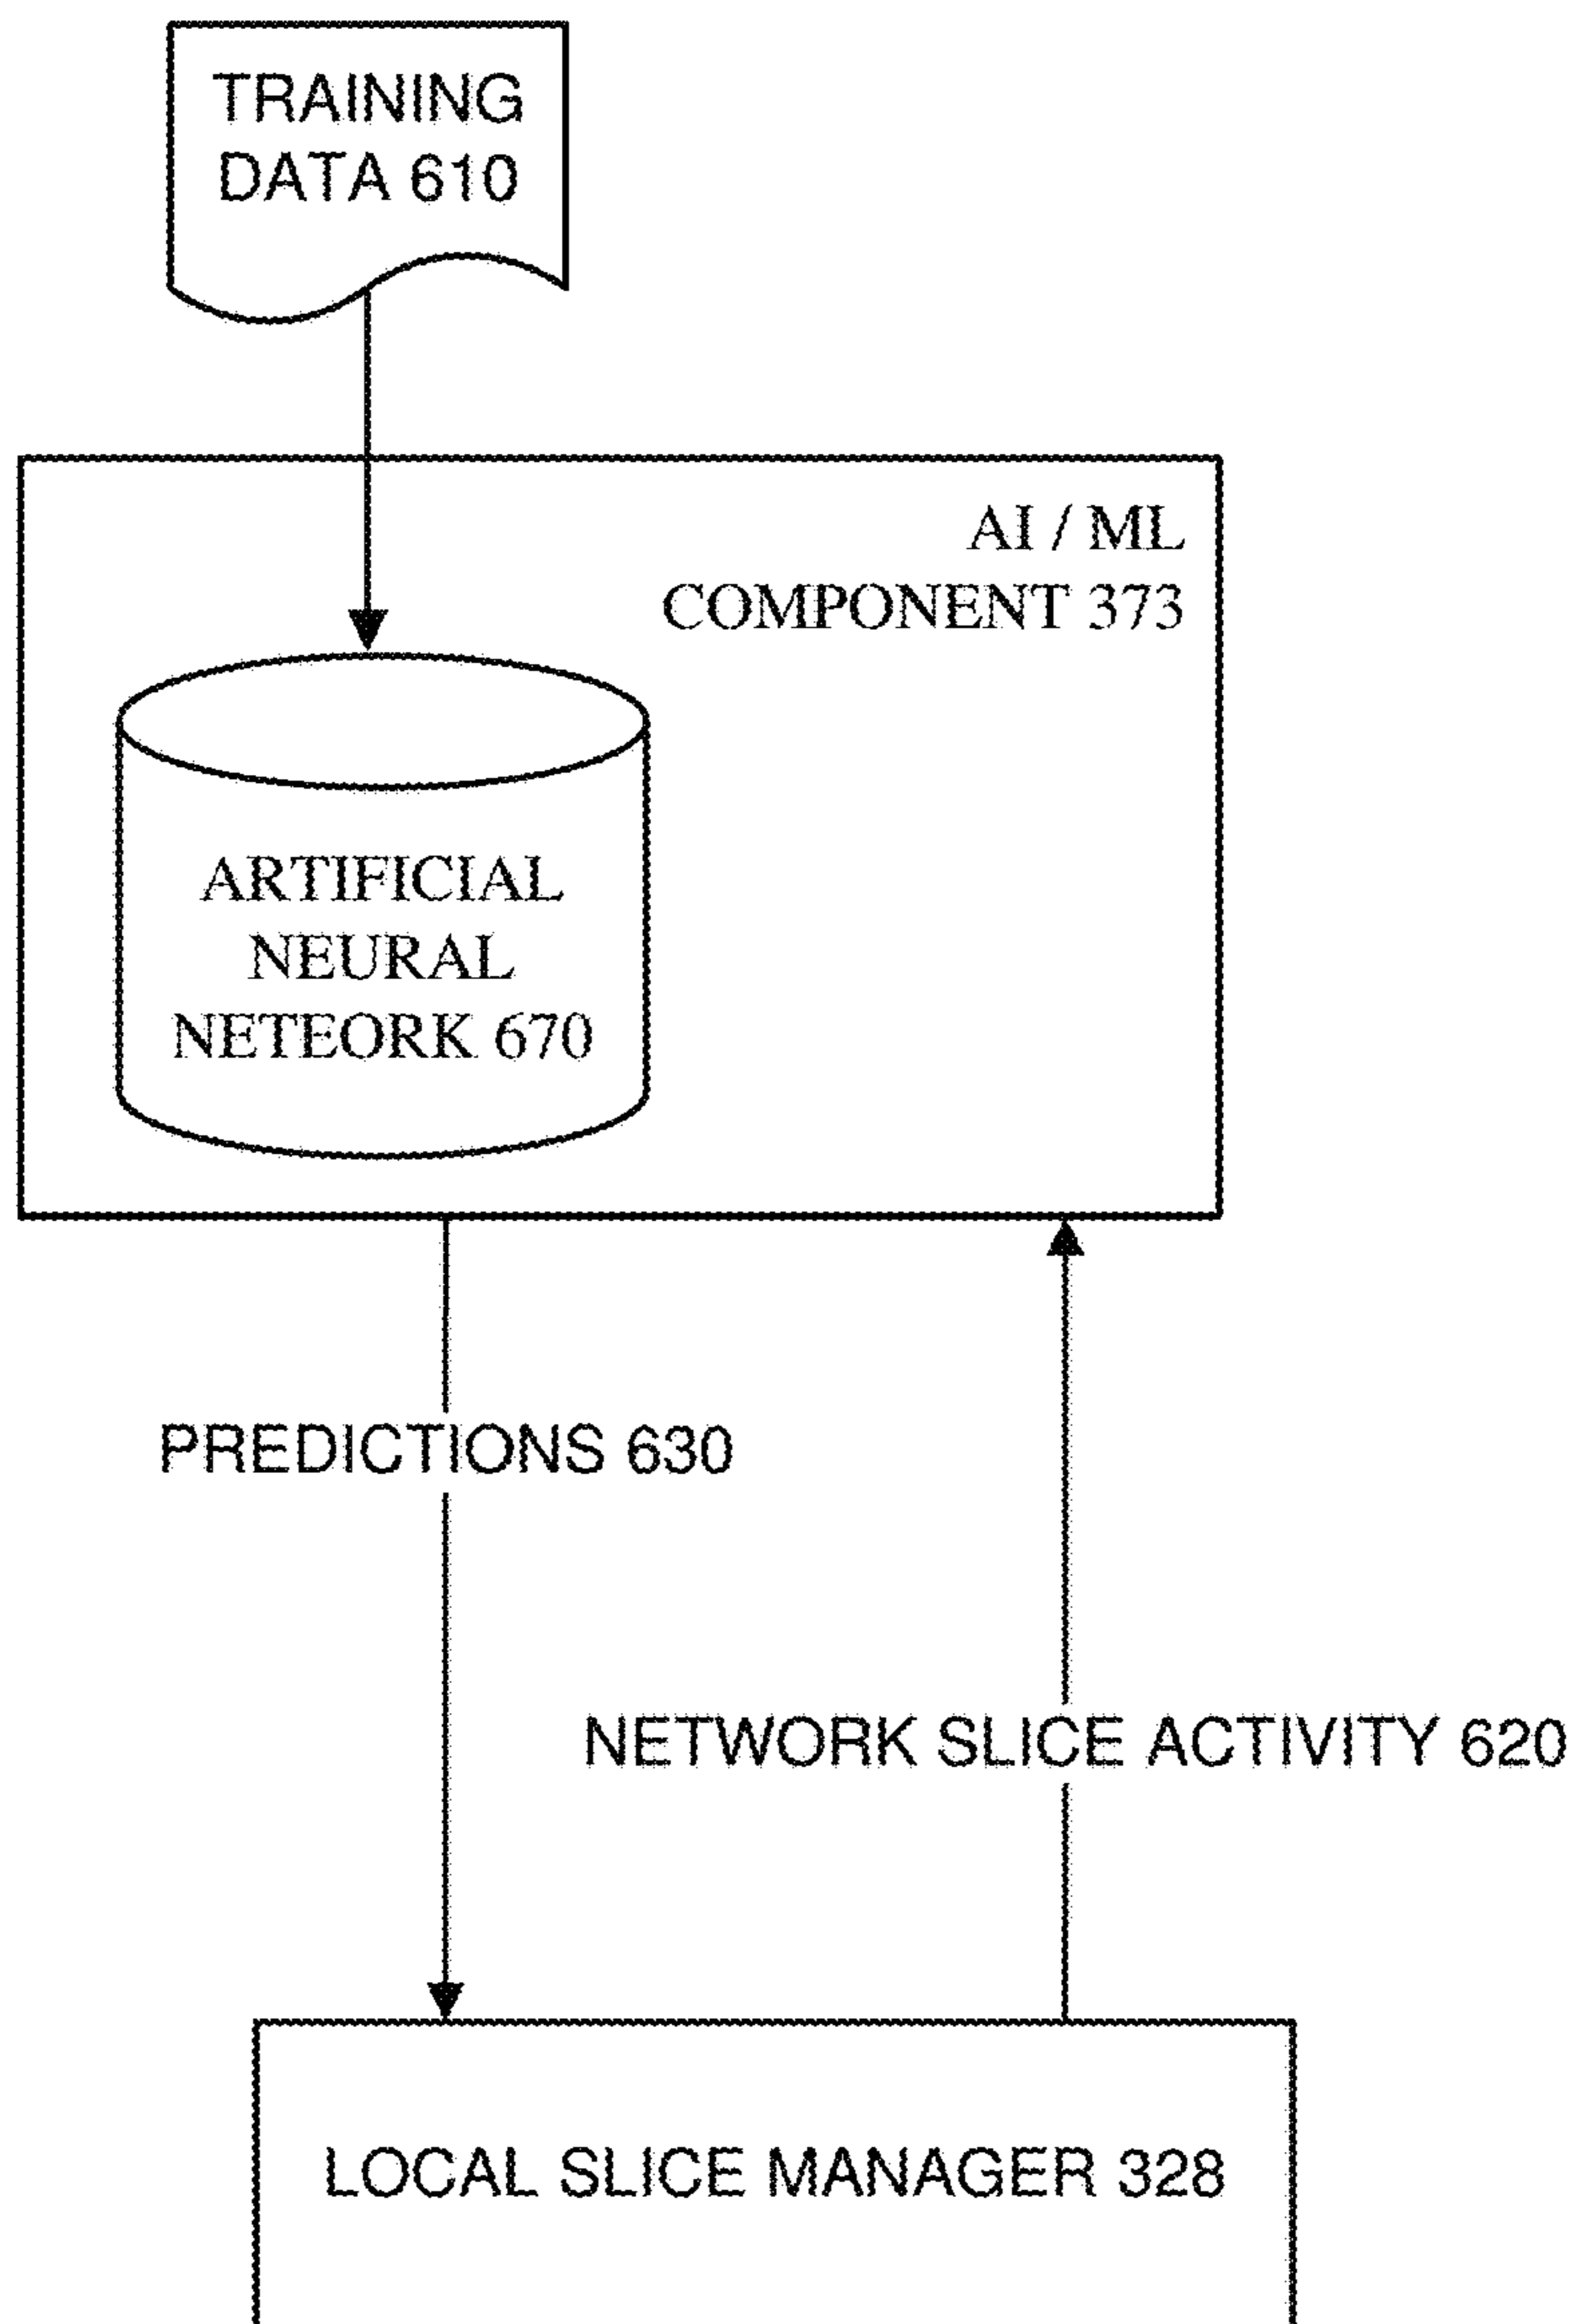 TRAINING
DATA 610
AI / ML
COMPONENT 373
ARTIFICIAL
NEURAL
NETEORK 670
PREDICTIONS 630
NETWORK SLICE ACTIVITY 620
LOCAL SLICE MANAGER 328